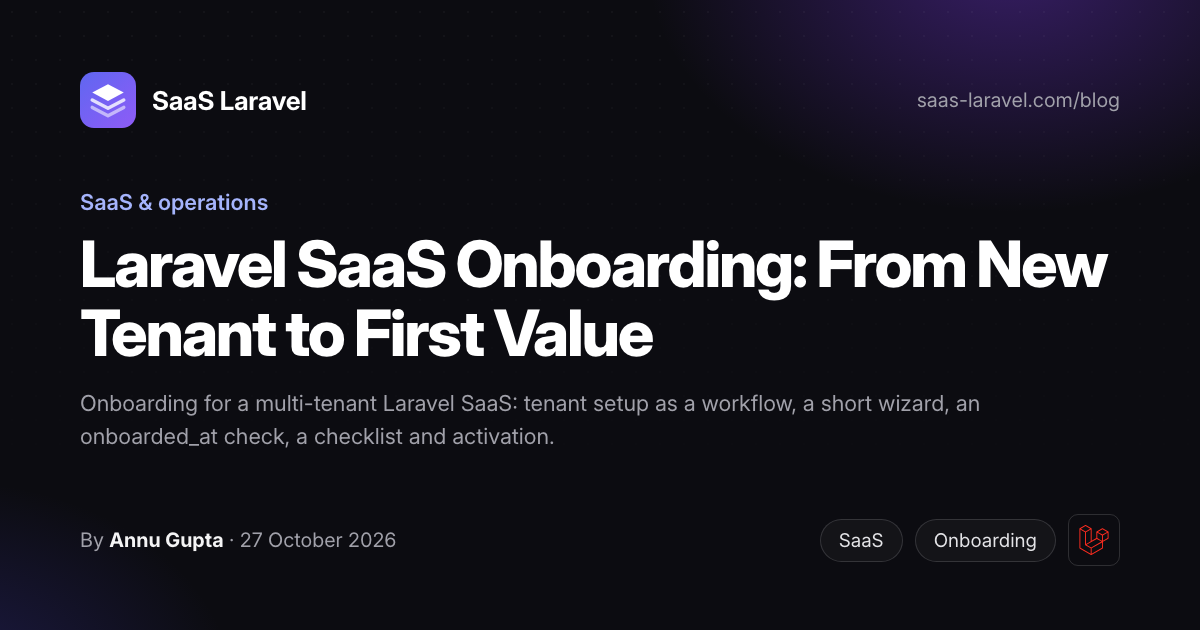 SaaS Laravel
saas-laravel.com/blog
SaaS & operations
Laravel SaaS Onboarding: From New
Tenant to First Value
Onboarding for a multi-tenant Laravel SaaS: tenant setup as a workflow, a short wizard, an
onboarded_at check, a checklist and activation.
By Annu Gupta · 27 October 2026
SaaS
Onboarding